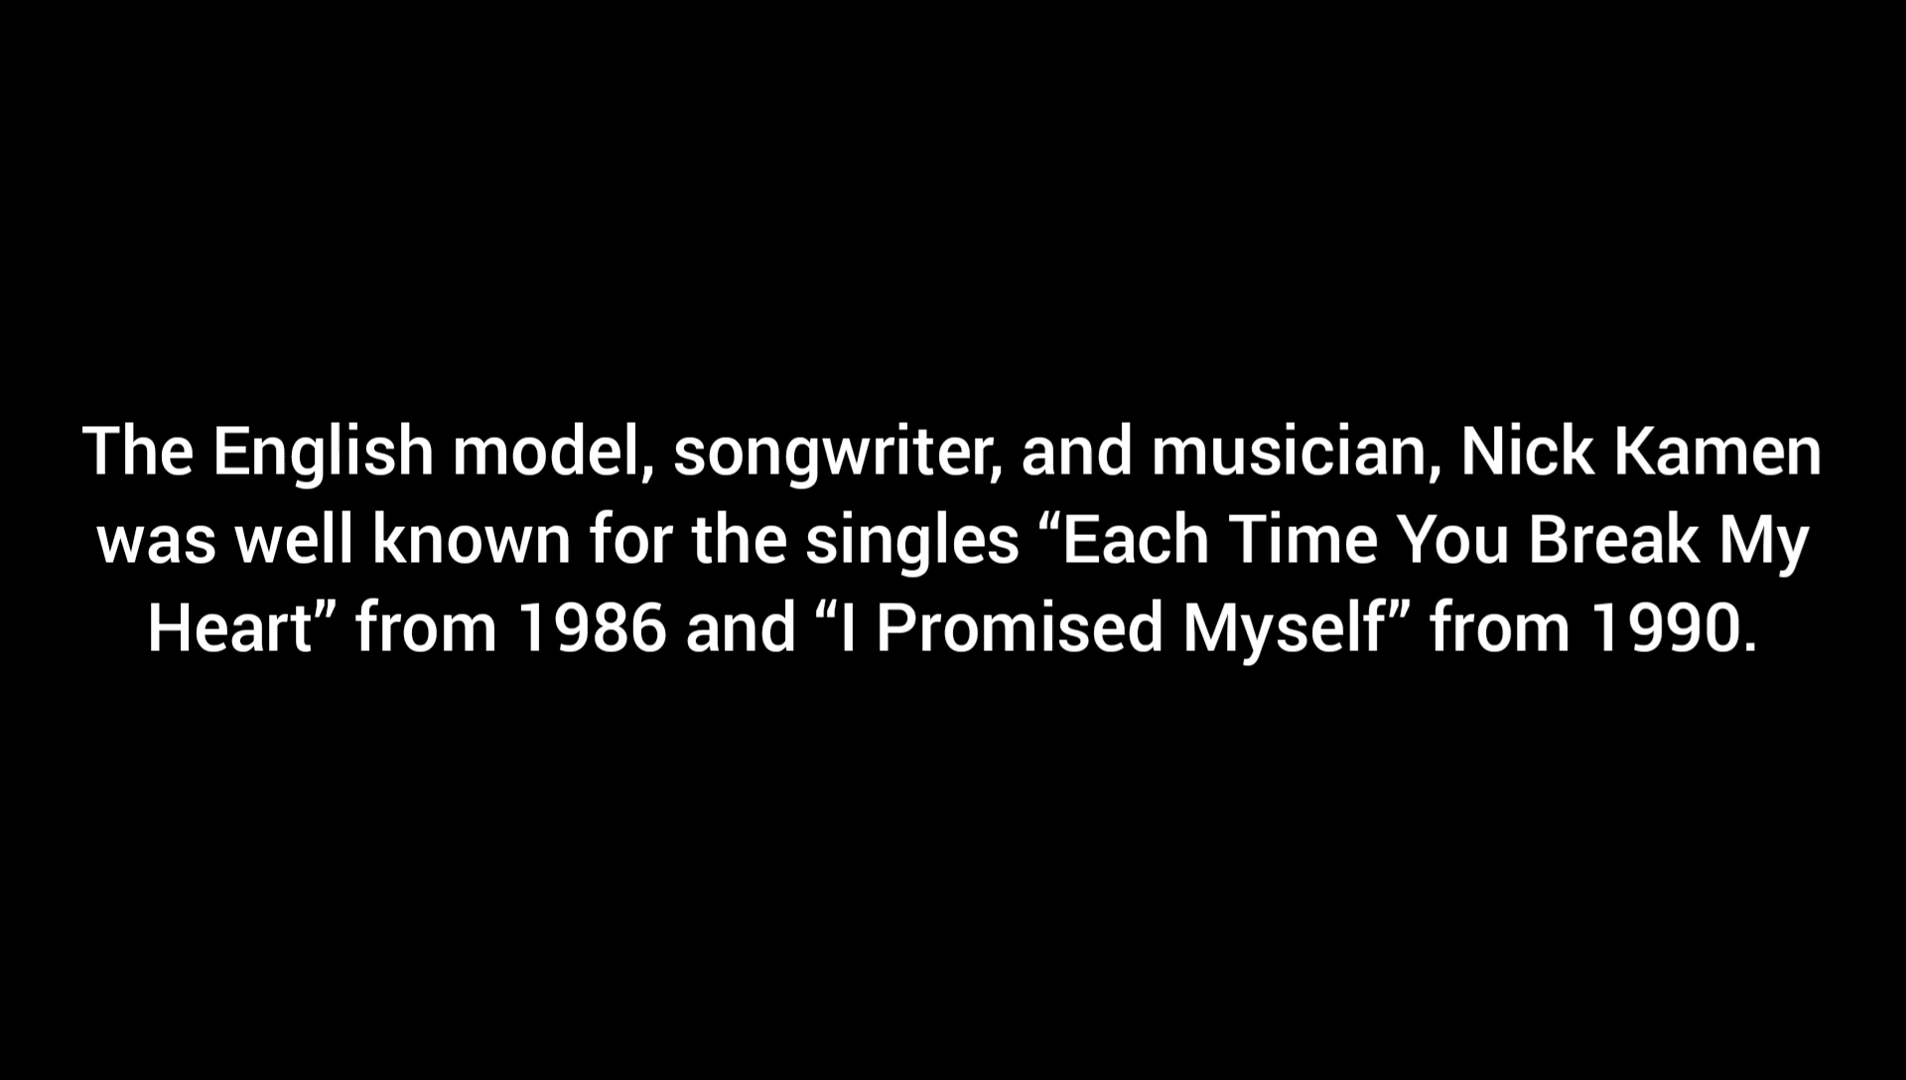 The English model, songwriter, and musician, Nick Kamen
was well known for the singles “Each Time You Break My
Heart” from 1986 and “I Promised Myself” from 1990.